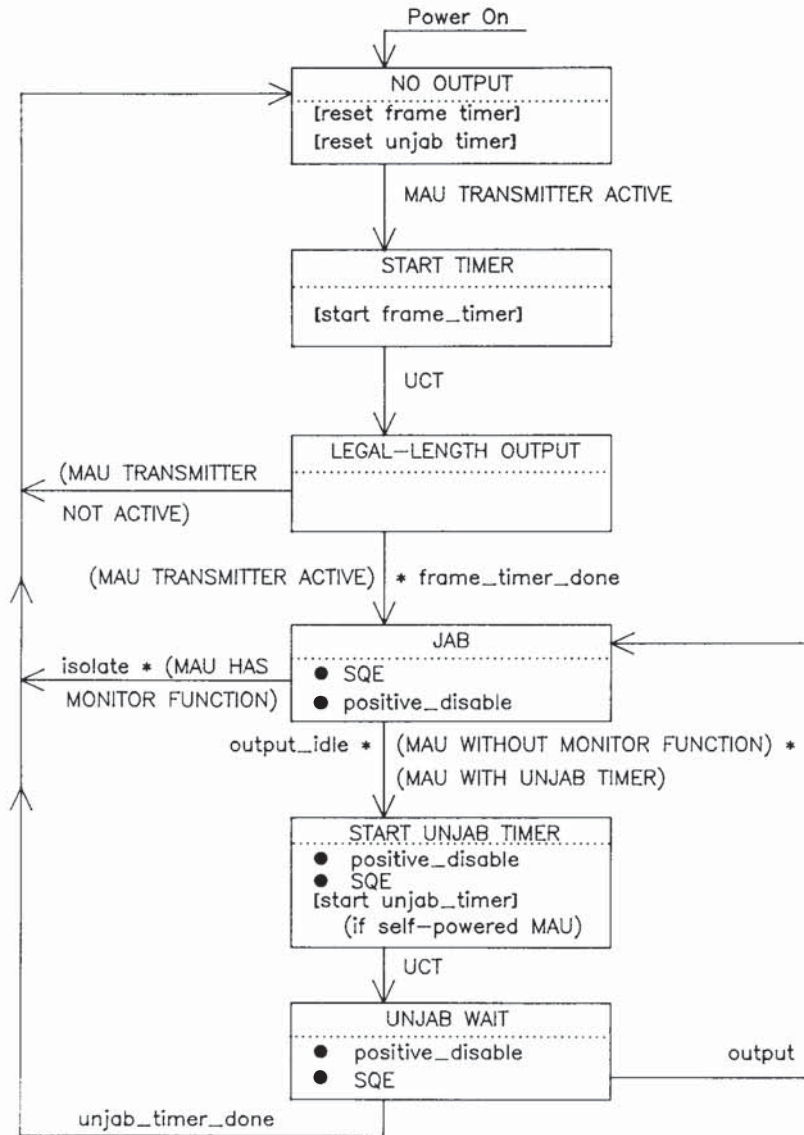 Power On
NO OUTPUT
[reset frame timer]
[reset unjab timer]
MAU TRANSMITTER ACTIVE
START TIMER
[start frame_timer]
UCT
LEGAL-LENGTH OUTPUT
(MAU TRANSMITTER
NOT ACTIVE)
(MAU TRANSMITTER ACTIVE) * frame_timer_done
JAB
● SQE
● positive_disable
isolate * (MAU HAS
MONITOR FUNCTION)
output_idle * (MAU WITHOUT MONITOR FUNCTION) *
(MAU WITH UNJAB TIMER)
START UNJAB TIMER
● positive_disable
● SQE
[start unjab_timer]
(if self-powered MAU)
UCT
UNJAB WAIT
● positive_disable
● SQE
output
unjab_timer_done